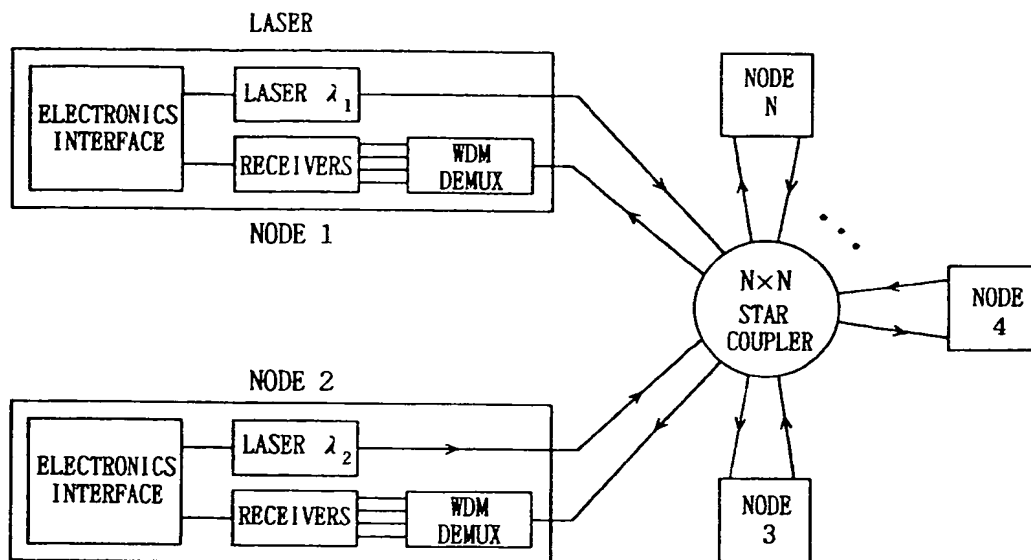 LASER
ELECTRONICS
INTERFACE
LASER λ1
RECEIVERS
WDM
DEMUX
NODE 1
NODE
N
N×N
STAR
COUPLER
NODE
4
NODE 2
ELECTRONICS
INTERFACE
LASER λ2
RECEIVERS
WDM
DEMUX
NODE
3